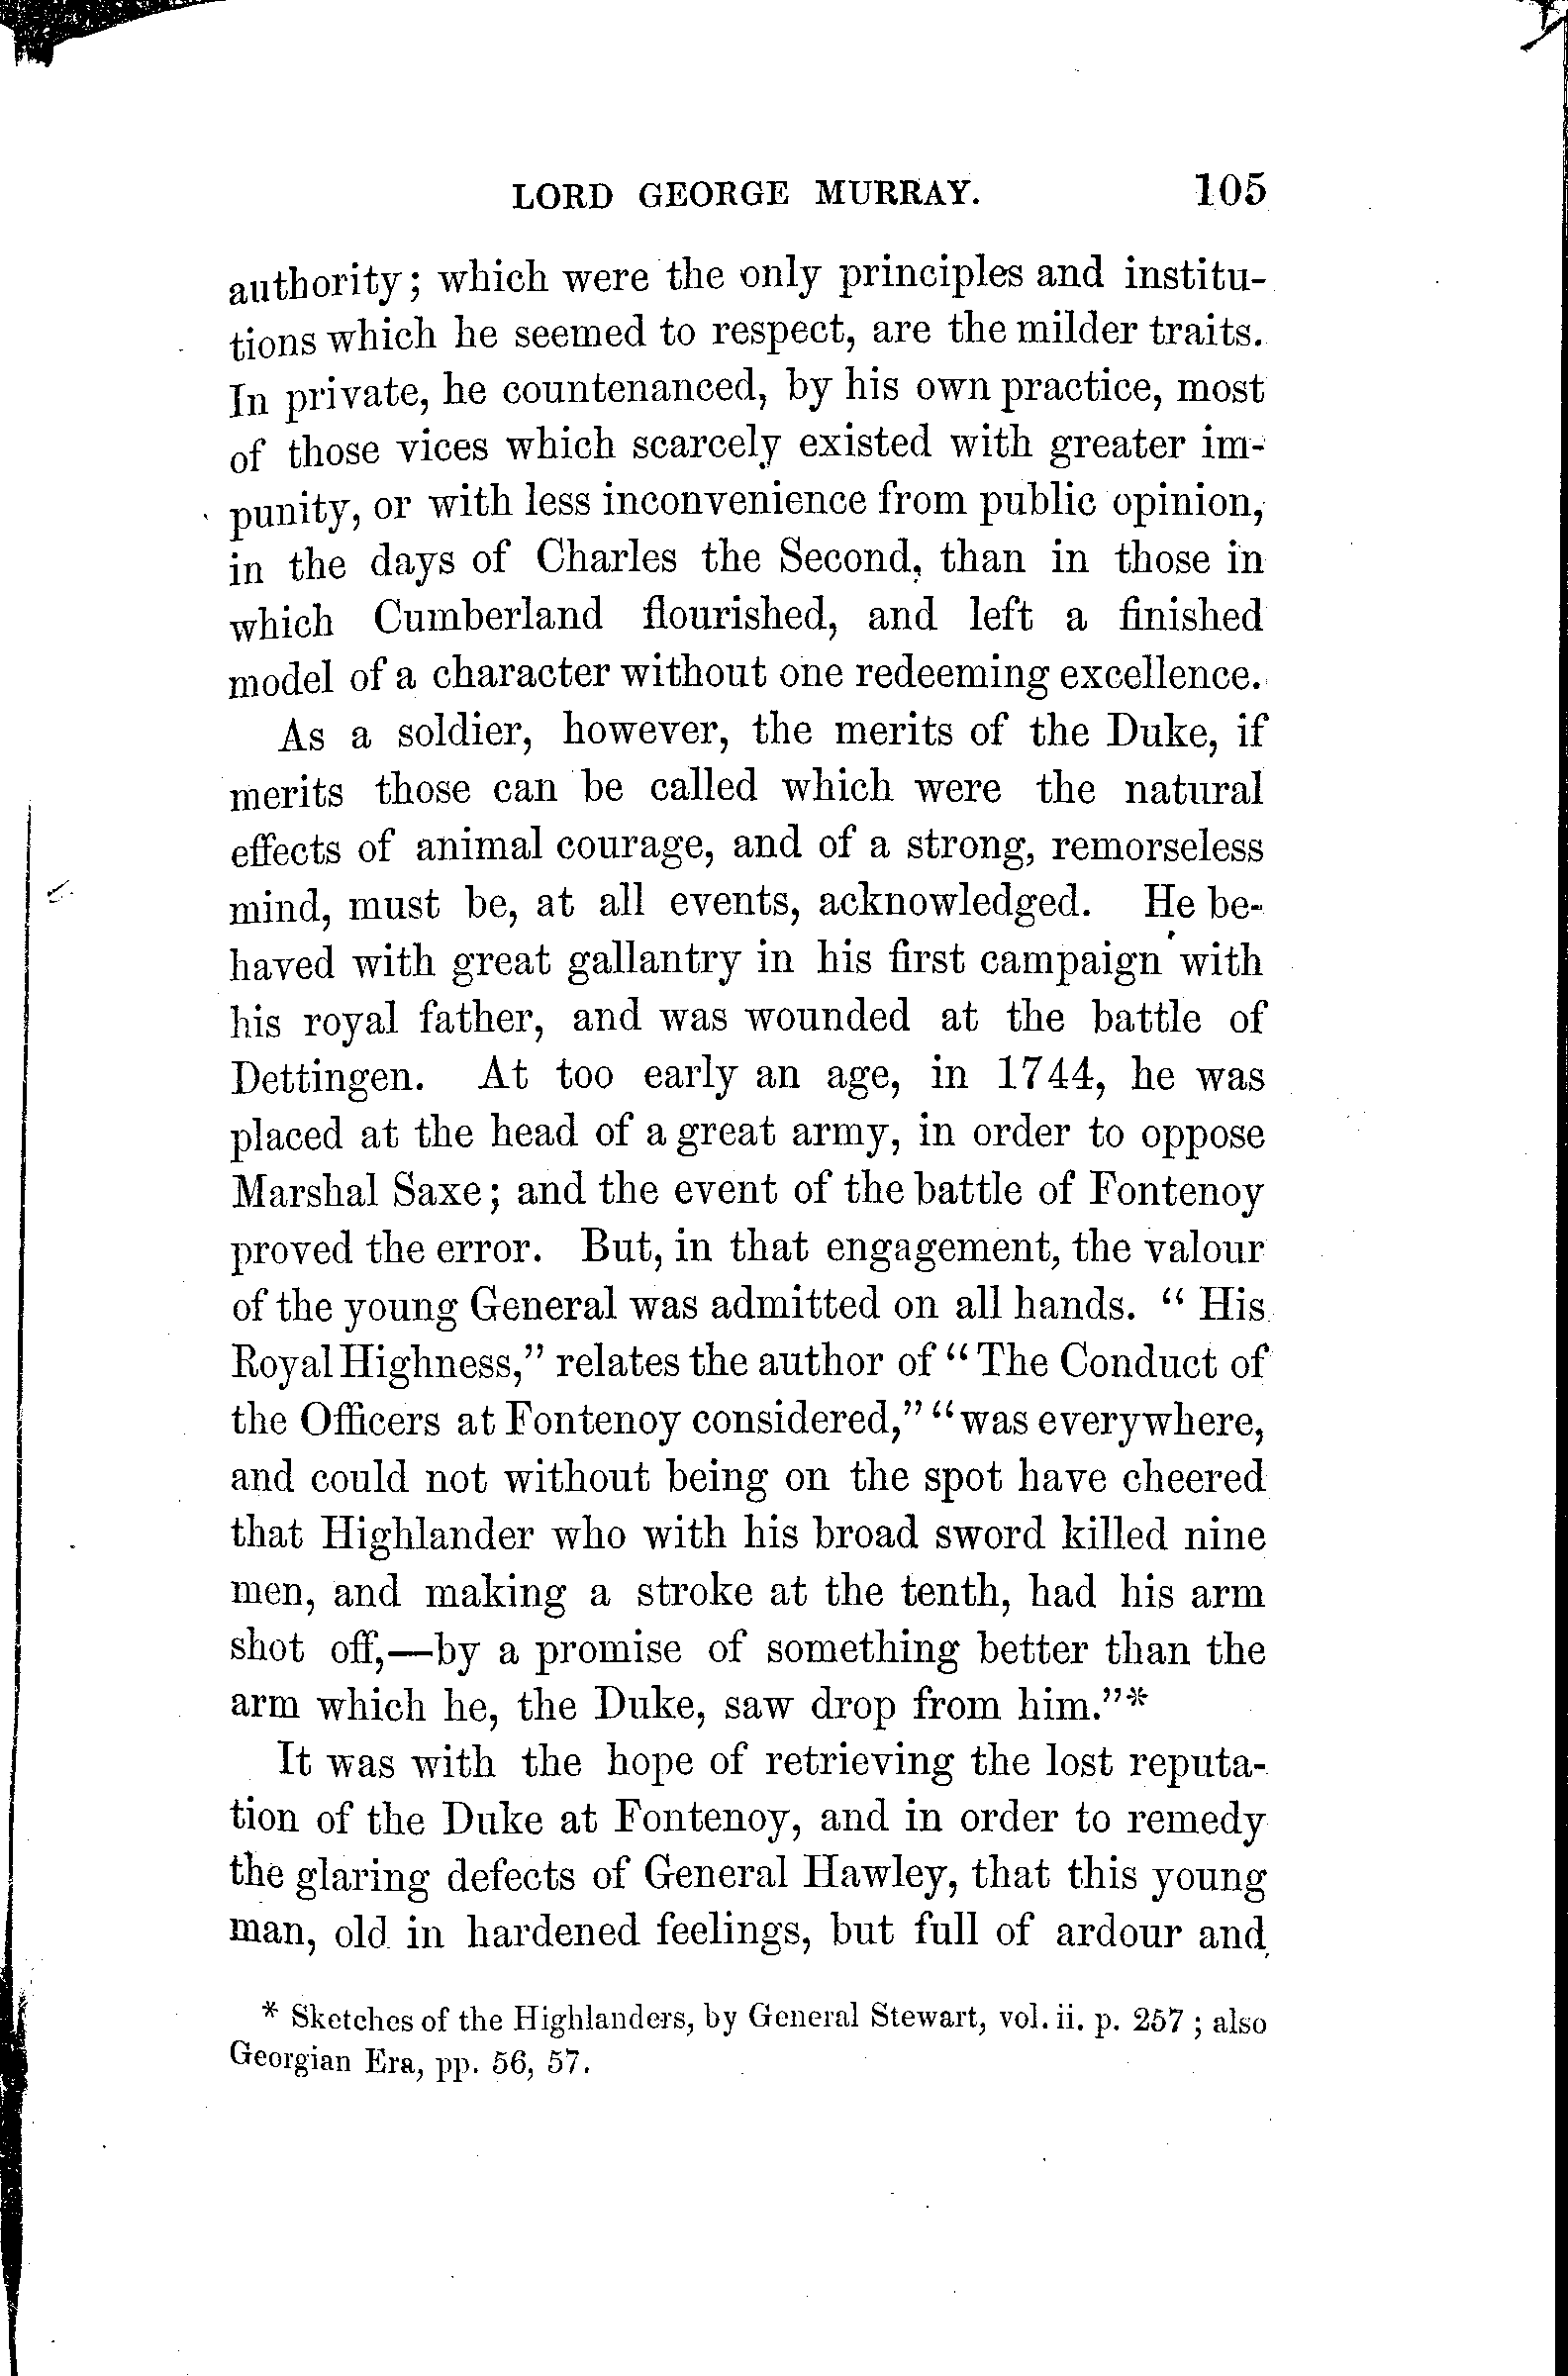 LORD GEORGE MURRAY. 105
authority; which were the only principles and institu-
tions which he seemed to respect, are the milder traits.
In private, he countenanced, by his own practice, most
of those vices which scarcely existed with greater im-
punity, or with less inconvenience from public opinion,
in the days of Charles the Second, than in those in
which Cumberland flourished, and left a finished
model of a character without one redeeming excellence.
As a soldier, however, the merits of the Duke, if
merits those can be called which were the natural
effects of animal courage, and of a strong, remorseless
mind, must be, at all events, acknowledged. He be-
haved with great gallantry in his first campaign with
his royal father, and was wounded at the battle of
Dettingen. At too early an age, in 1744, he was
placed at the head of a great army, in order to oppose
Marshal Saxe; and the event of the battle of Fontenoy
proved the error. But, in that engagement, the valour
of the young General was admitted on all hands. "His
Royal Highness," relates the author of "The Conduct of
the Officers at Fontenoy considered," "was everywhere,
and could not without being on the spot have cheered
that Highlander who with his broad sword killed nine
men, and making a stroke at the tenth, had his arm
shot off,—by a promise of something better than the
arm which he, the Duke, saw drop from him."*
It was with the hope of retrieving the lost reputa-
tion of the Duke at Fontenoy, and in order to remedy
the glaring defects of General Hawley, that this young
man, old in hardened feelings, but full of ardour and
* Sketches of the Highlanders, by General Stewart, vol. ii. p. 257; also
Georgian Era, pp. 56, 57.